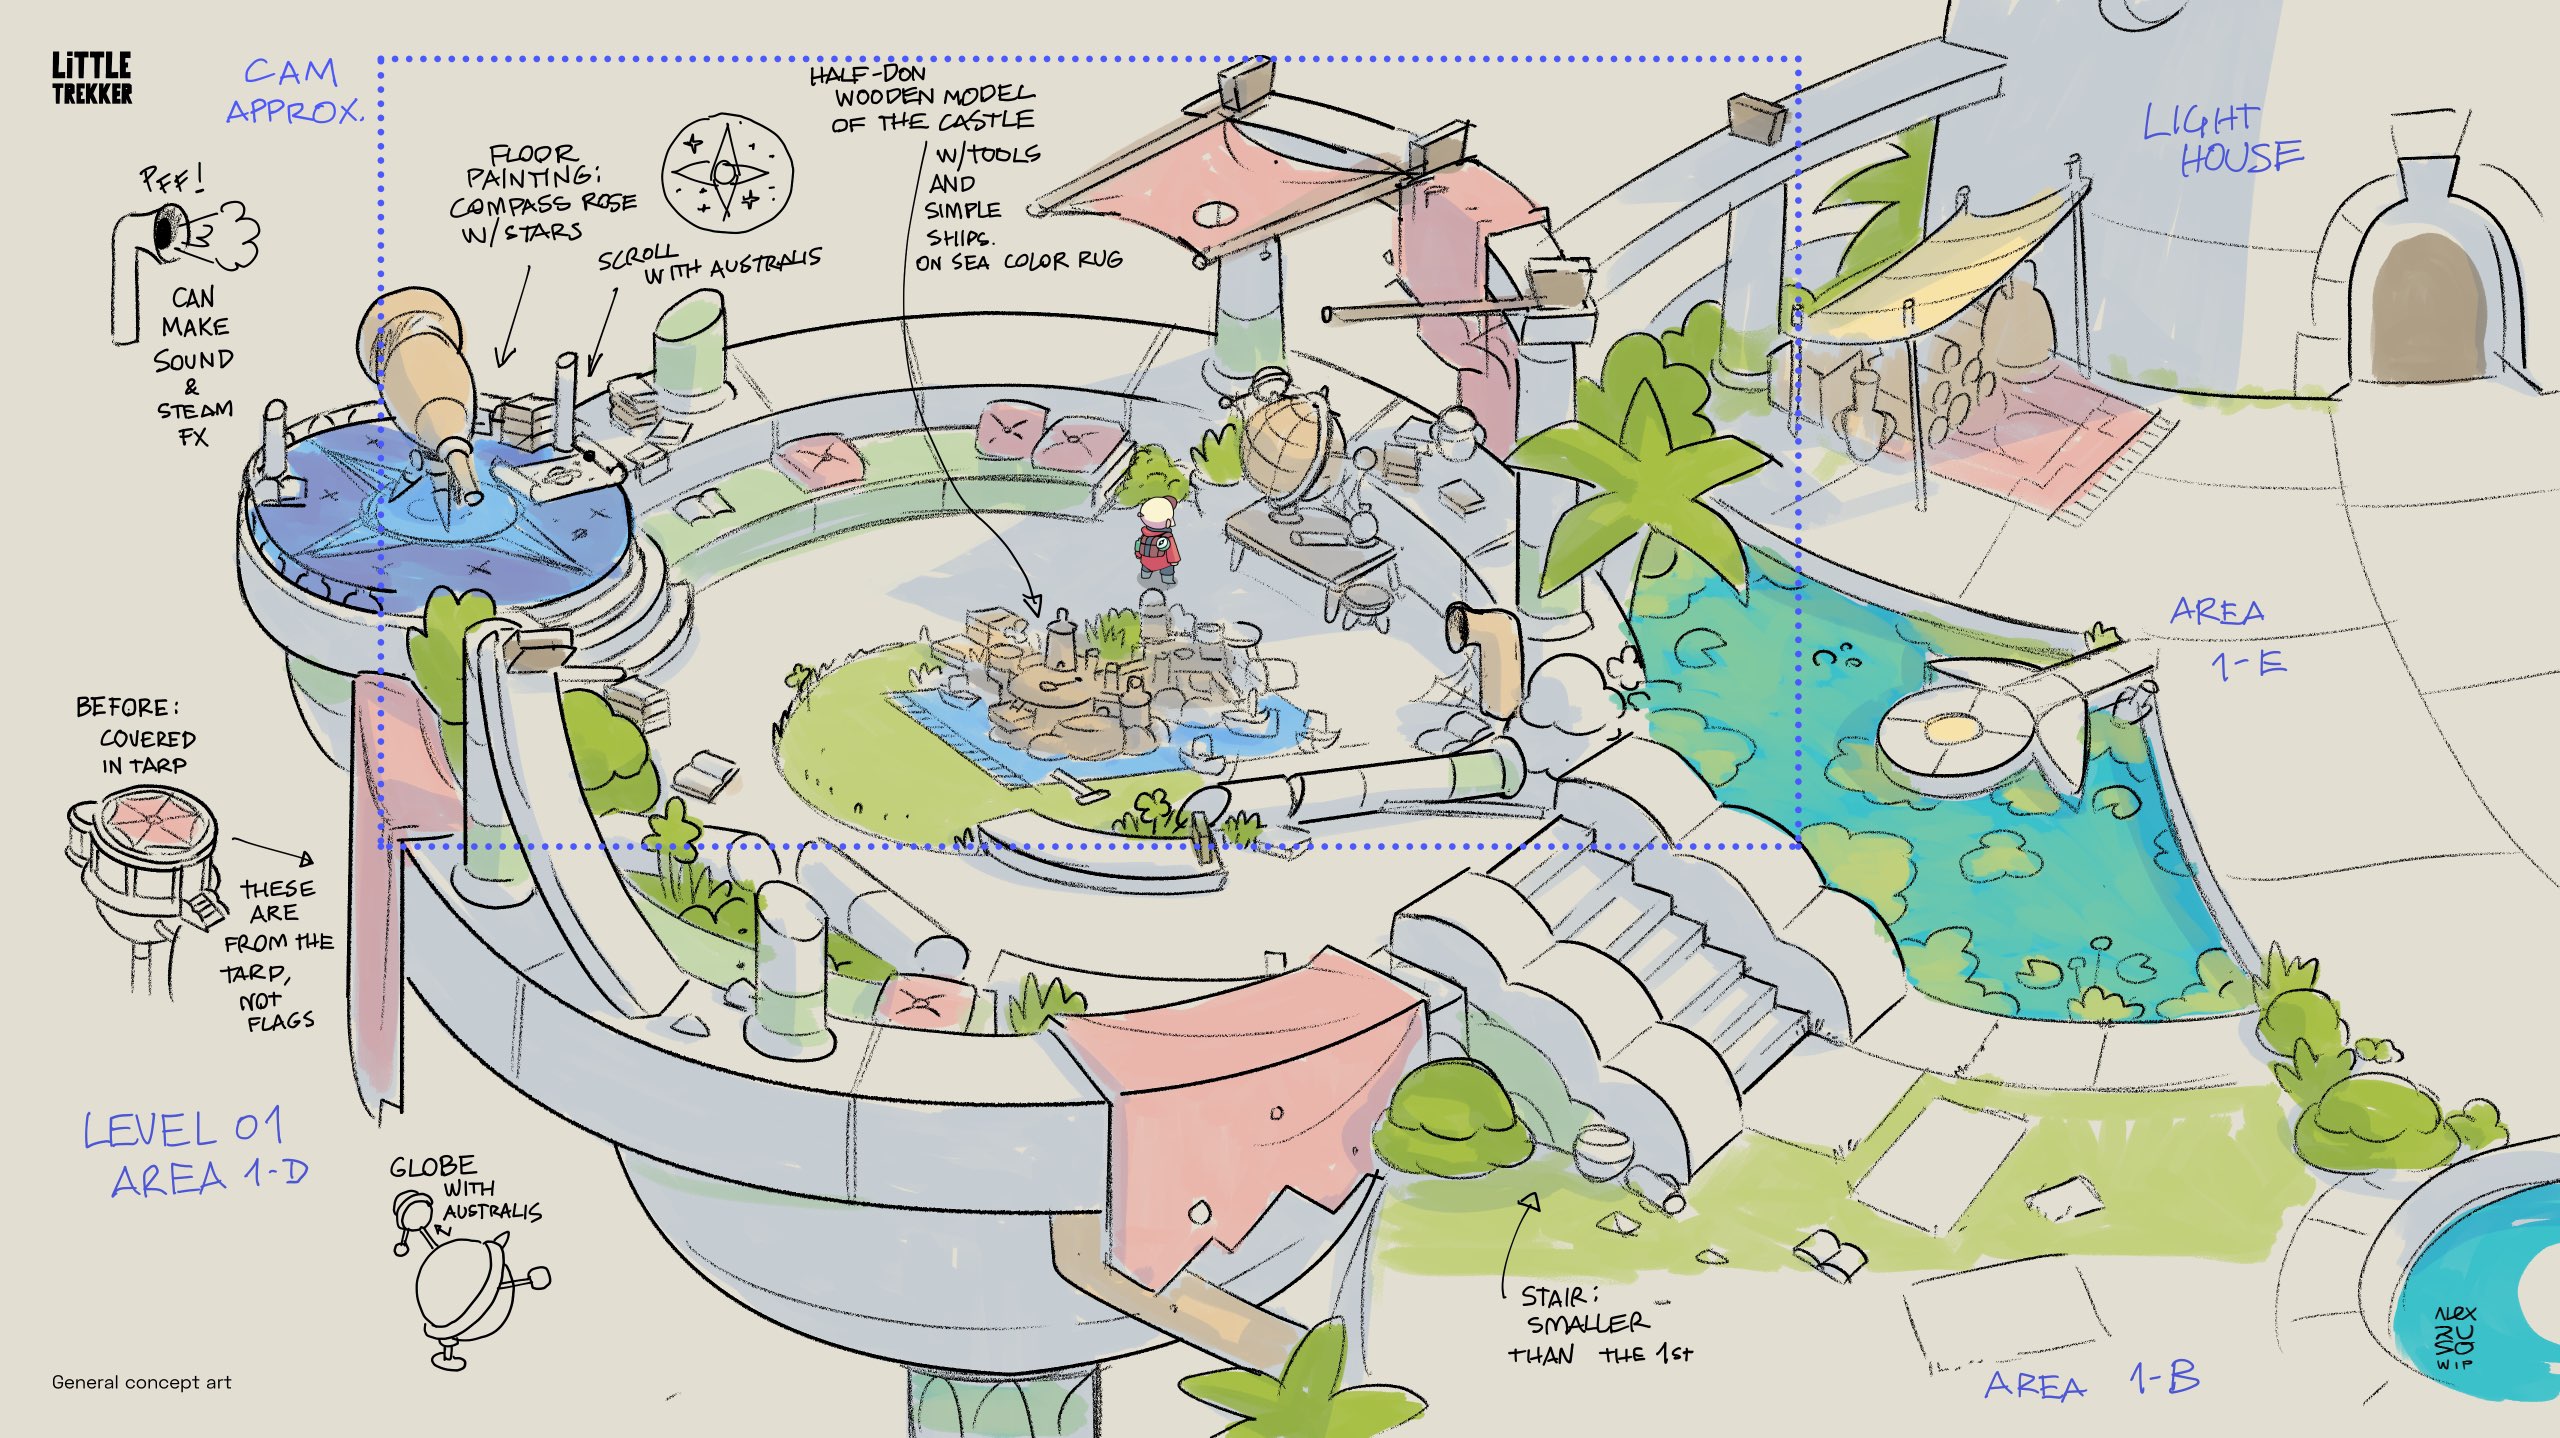 LiTTLE
TREKKER
CAM
APPROX.
PFF!
CAN
MAKE
SOUND
&
STEAM
FX
FLOOR
PAINTING:
COMPASS ROSE
W/STARS
SCROLL
WITH AUSTRALIS
HALF-DON
WOODEN MODEL
OF THE CASTLE
W/TOOLS
AND
SIMPLE
SHIPS.
ON SEA COLOR RUG
LIGHT
HOUSE
AREA
1-E
BEFORE:
COVERED
IN TARP
THESE
ARE
FROM THE
TARP,
NOT
FLAGS
LEVEL 01
AREA 1-D
GLOBE
WITH
AUSTRALIS
STAIR:
SMALLER
THAN THE 1st
AREA 1-B
ALEX
RU
SO
WIP
General concept art